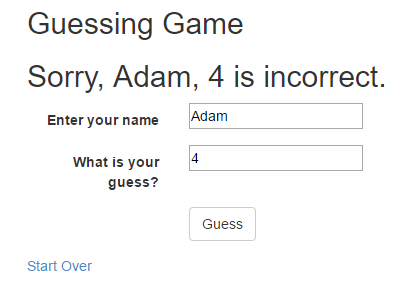 Guessing Game
Sorry, Adam, 4 is incorrect.
Enter your name
Adam
What is your
guess?
4
Guess
Start Over